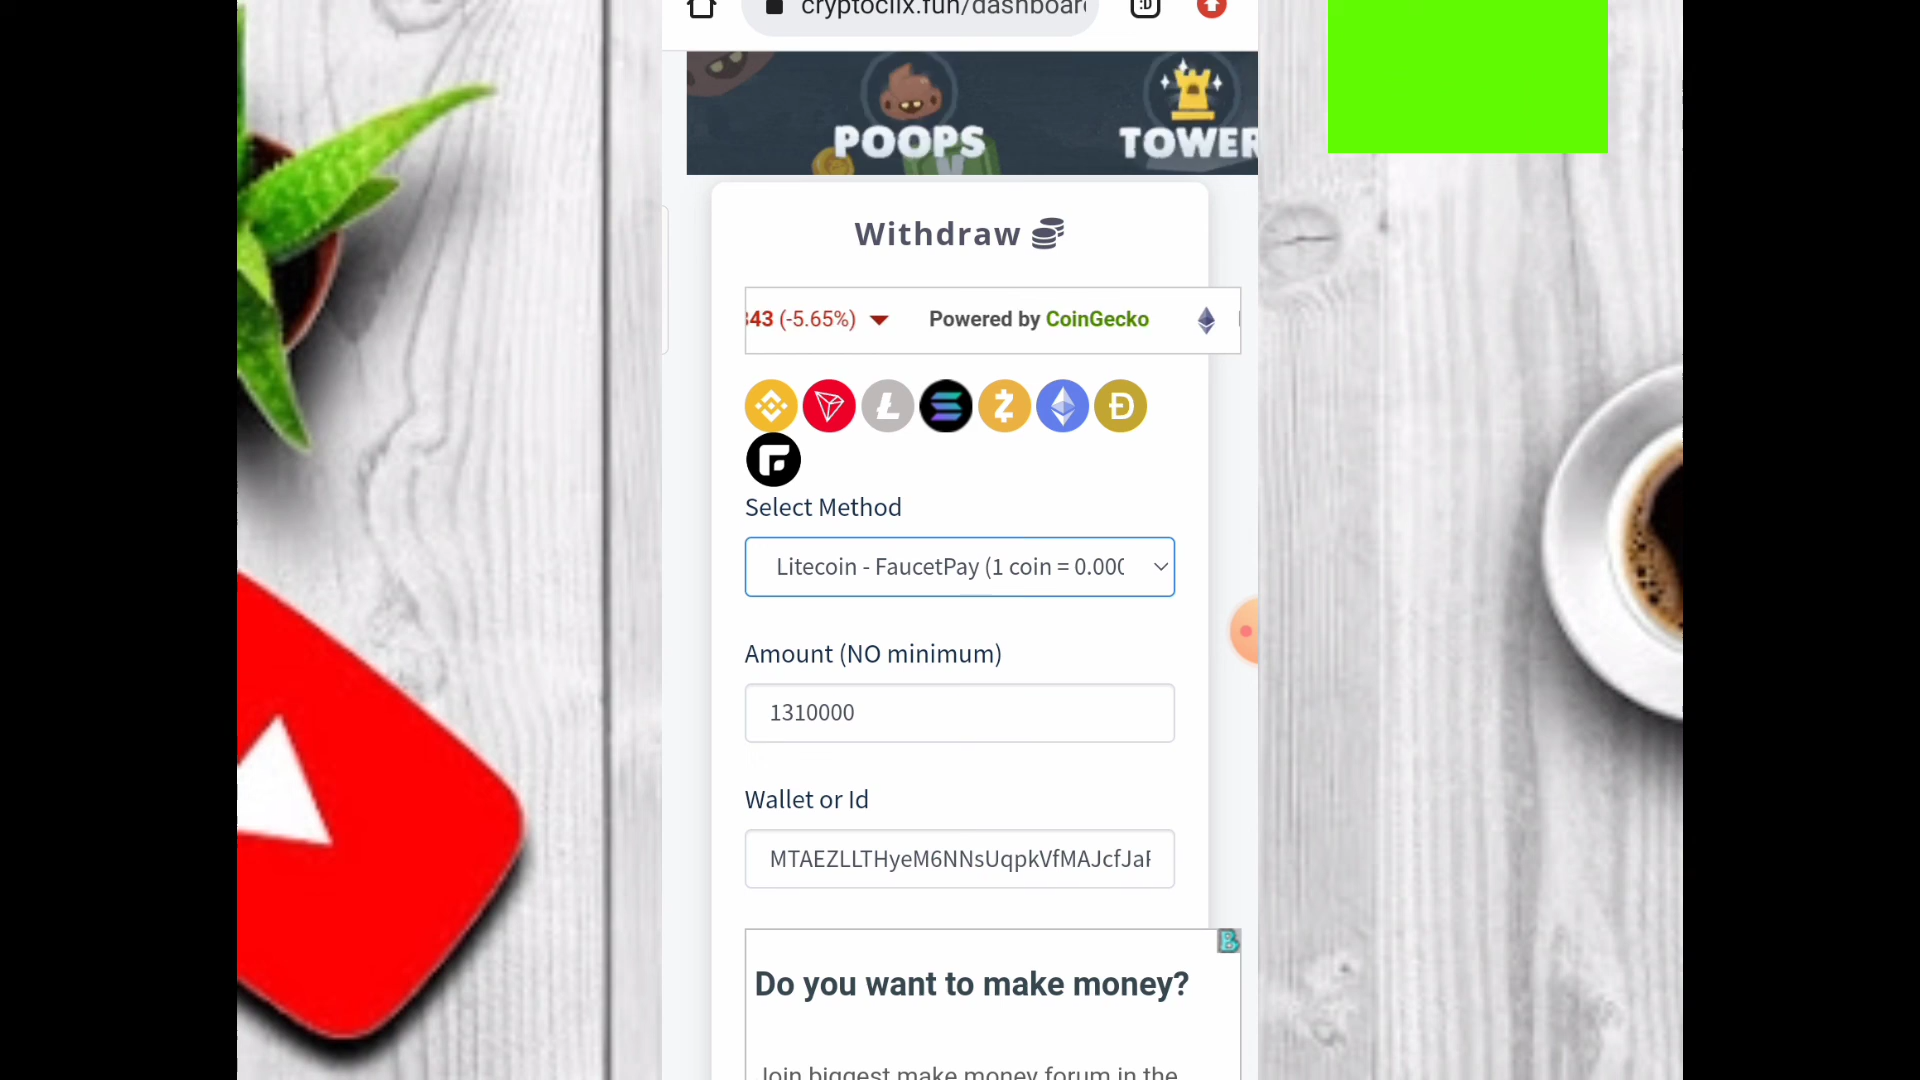 cryptoclix.fun/dashboar
:D
POOPS
TOWER
Withdraw
43 (-5.65%)
Powered by CoinGecko
Select Method
Litecoin - FaucetPay (1 coin = 0.000
Amount (NO minimum)
1310000
Wallet or Id
MTAEZLLTHyeM6NNsUqpkVfMAJcfJa
Do you want to make money?
Join biggest make money forum in the